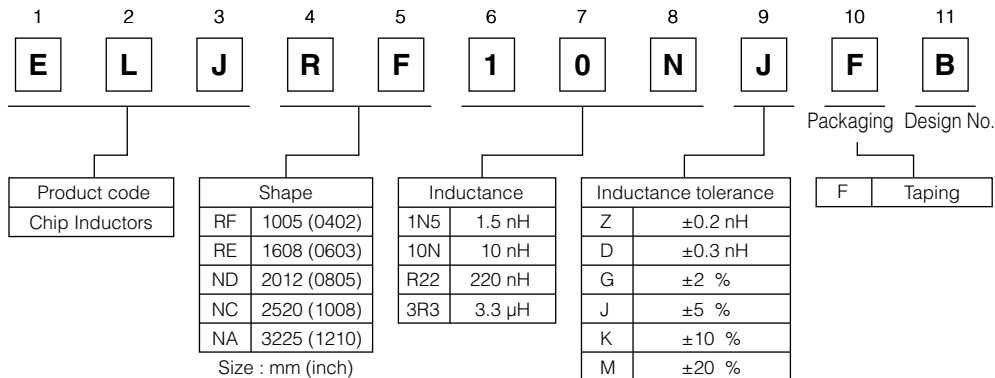 1 2 3 4 5 6 7 8 9 10 11
E L J R F 1 0 N J F B
Packaging Design No.
Product code
Chip Inductors
Shape
RF 1005 (0402)
RE 1608 (0603)
ND 2012 (0805)
NC 2520 (1008)
NA 3225 (1210)
Size : mm (inch)
Inductance
1N5 1.5 nH
10N 10 nH
R22 220 nH
3R3 3.3 µH
Inductance tolerance
Z ±0.2 nH
D ±0.3 nH
G ±2 %
J ±5 %
K ±10 %
M ±20 %
F Taping